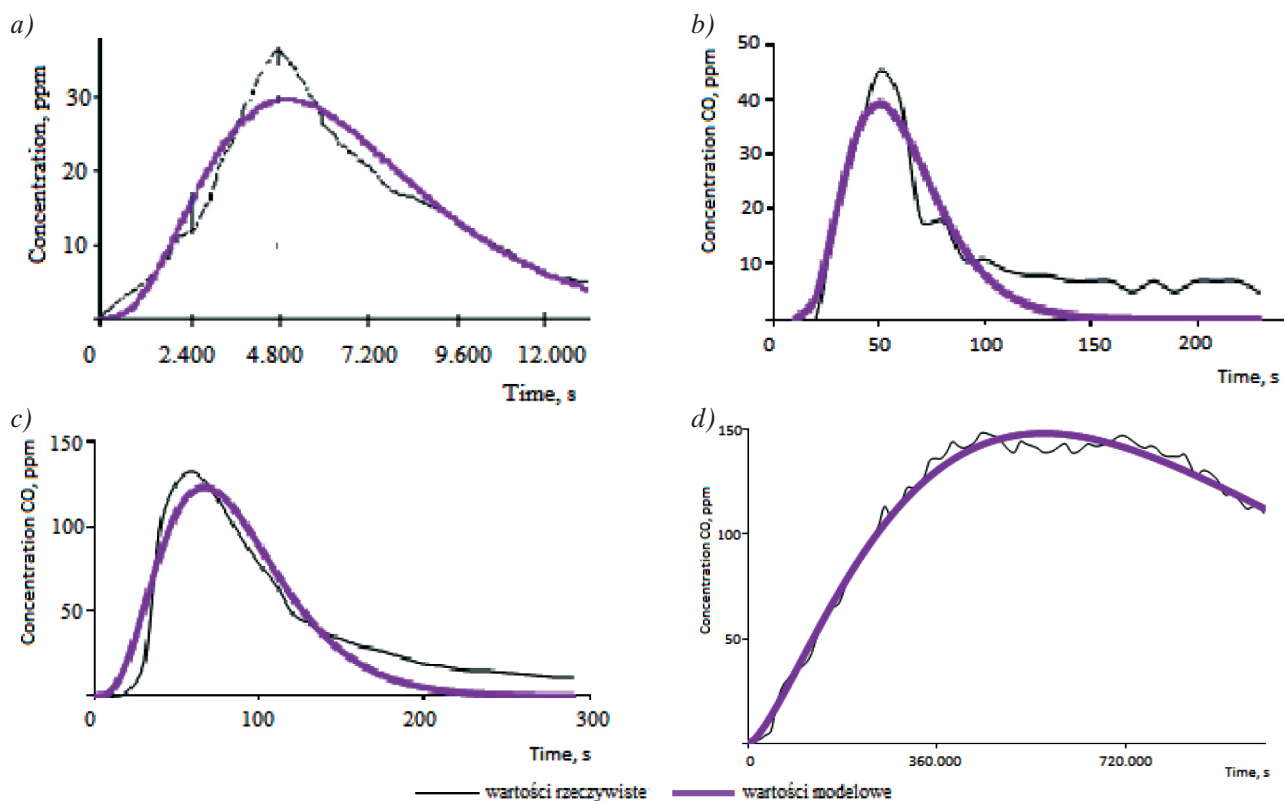 a)
Concentration, ppm
30
20
10
0
2.400
4.800
7.200
9.600
12.000
Time, s
b)
Concentration CO, ppm
50
40
30
20
10
0
50
100
150
200
Time, s
c)
Concentration CO, ppm
150
100
50
0
100
200
300
Time, s
d)
Concentration CO, ppm
150
100
50
0
360.000
720.000
Time, s
wartości rzeczywiste
wartości modelowe